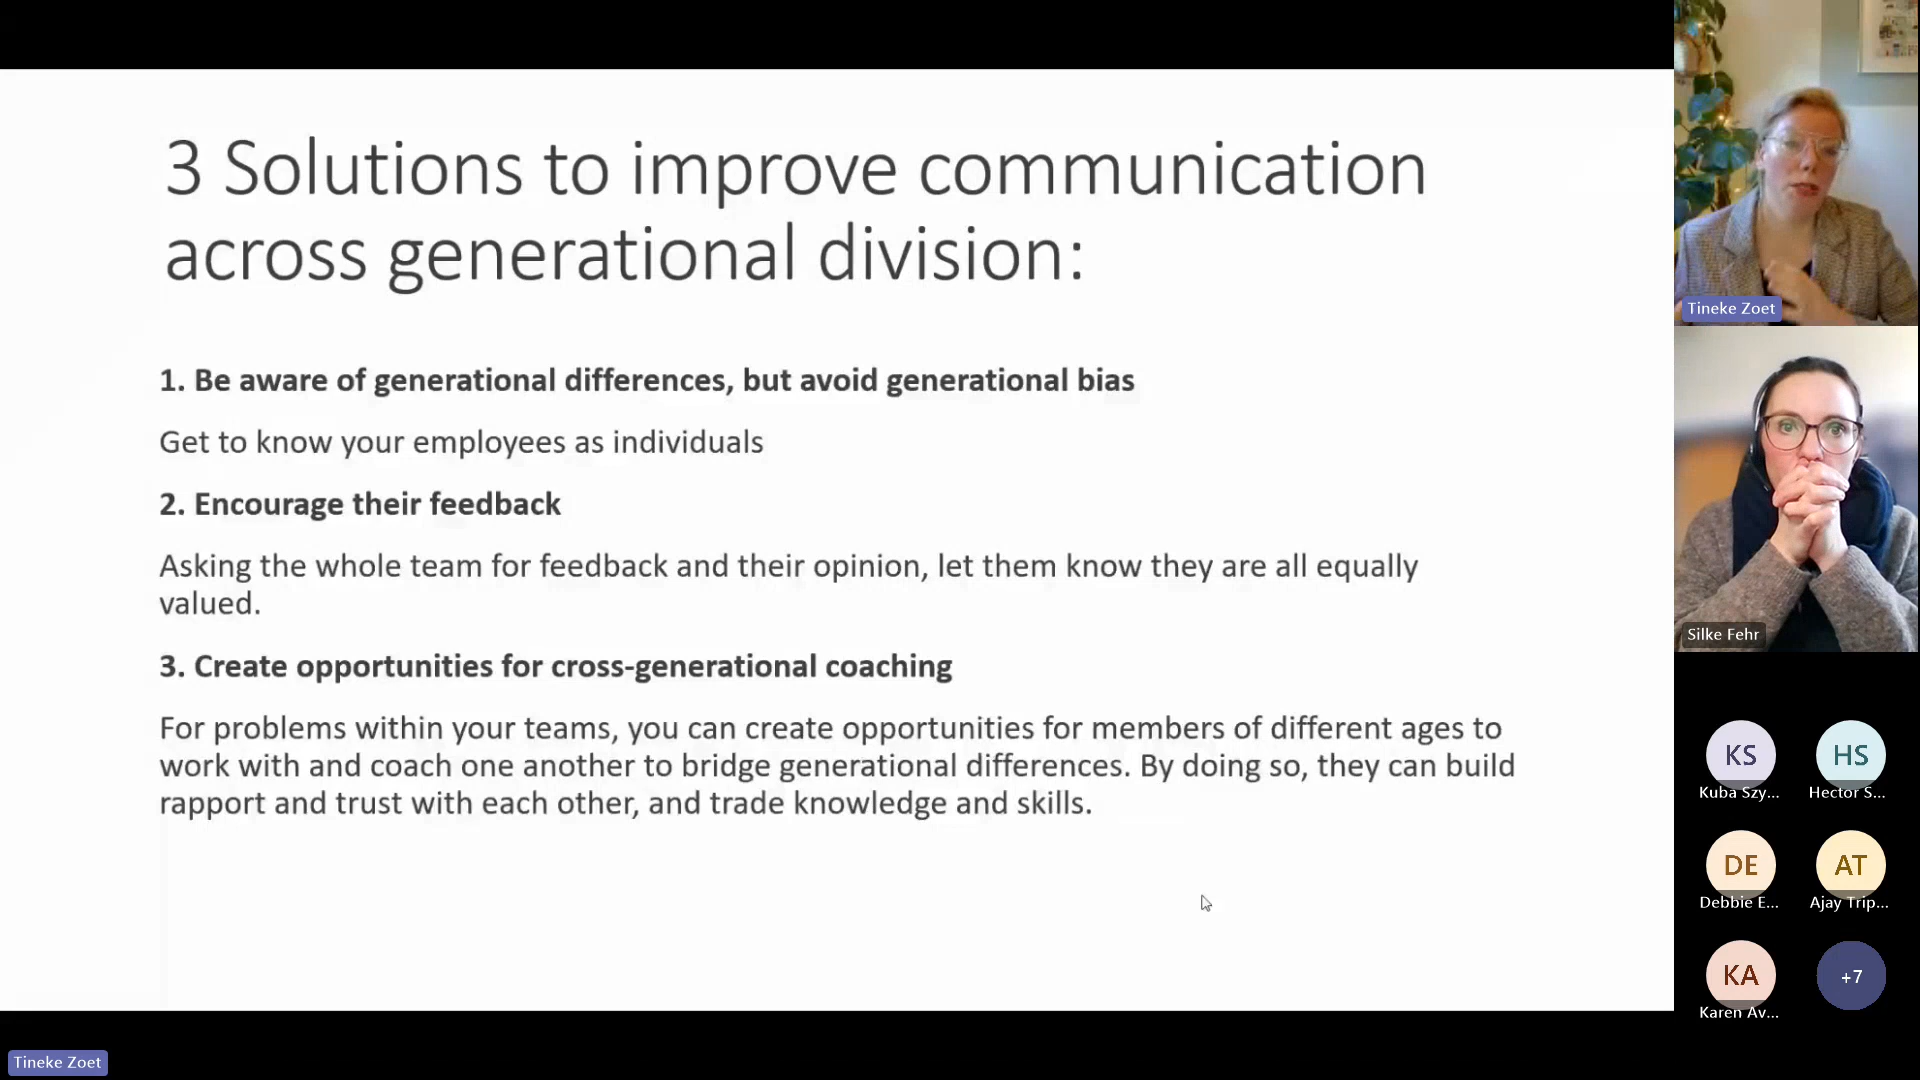 3 Solutions to improve communication
across generational division:
1. Be aware of generational differences, but avoid generational bias
Get to know your employees as individuals
2. Encourage their feedback
Asking the whole team for feedback and their opinion, let them know they are all equally
valued.
3. Create opportunities for cross-generational coaching
For problems within your teams, you can create opportunities for members of different ages to
work with and coach one another to bridge generational differences. By doing so, they can build
rapport and trust with each other, and trade knowledge and skills.
Tineke Zoet
Silke Fehr
KS
Kuba Szy...
HS
Hector S...
DE
Debbie E...
AT
Ajay Trip...
KA
Karen Av...
+7
Tineke Zoet